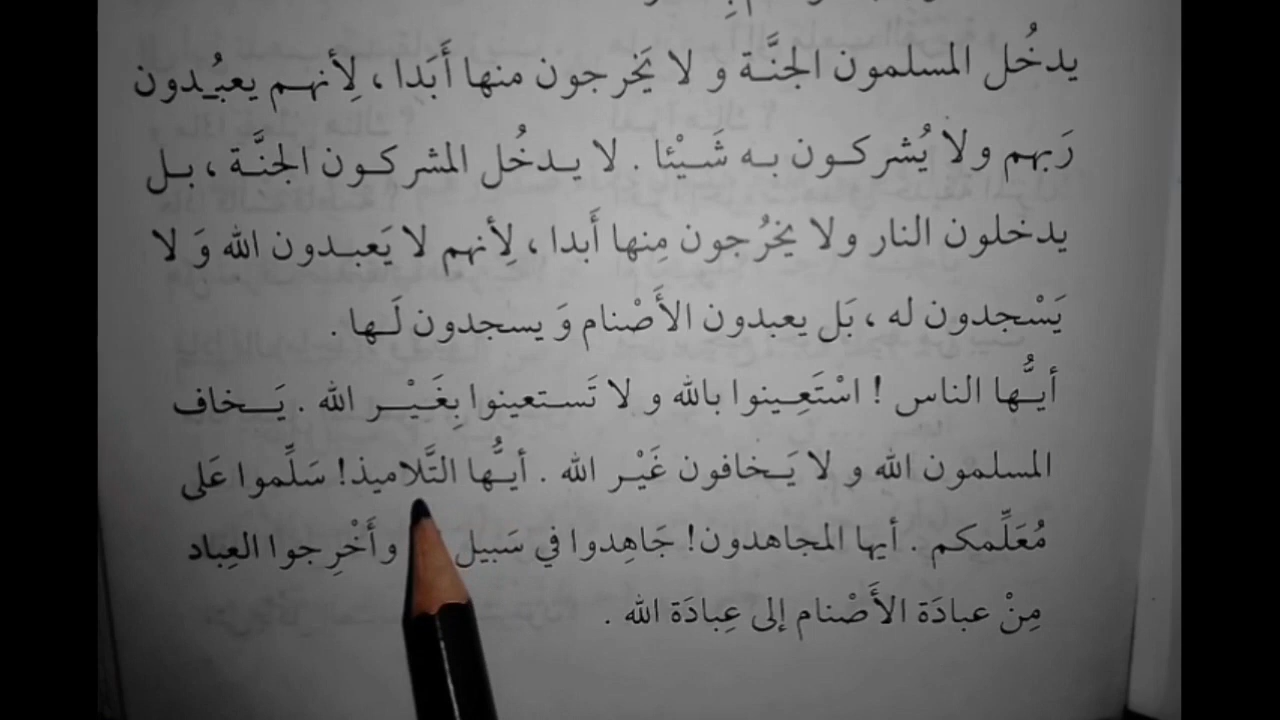 يدخُل المسلمون الجنَّة و لا يَخرجون منها أَبَدا ، لِأنهم يعبُدون
رَبهم ولا يُشركون به شَيْئا . لا يدخُل المشركون الجنَّة ، بل
يدخلون النار ولا يخرُجون مِنها أَبدا ، لِأنهم لا يَعبدون الله وَ لا
يَسْجدون له ، بَل يعبدون الأَصْنام وَ يسجدون لَها .
أيُّها الناس ! اسْتَعِينوا بالله و لا تَستعينوا بِغَيْر الله . يَخاف
المسلمون الله و لا يَخافون غَيْر الله . أيُّها التَّلاميذ! سَلِّموا عَلى
مُعَلِّمكم . أيها المجاهدون! جَاهِدوا في سَبيل وأَخْرِجوا العِباد
مِنْ عبادَة الأَصْنام إلى عِبادَة الله .